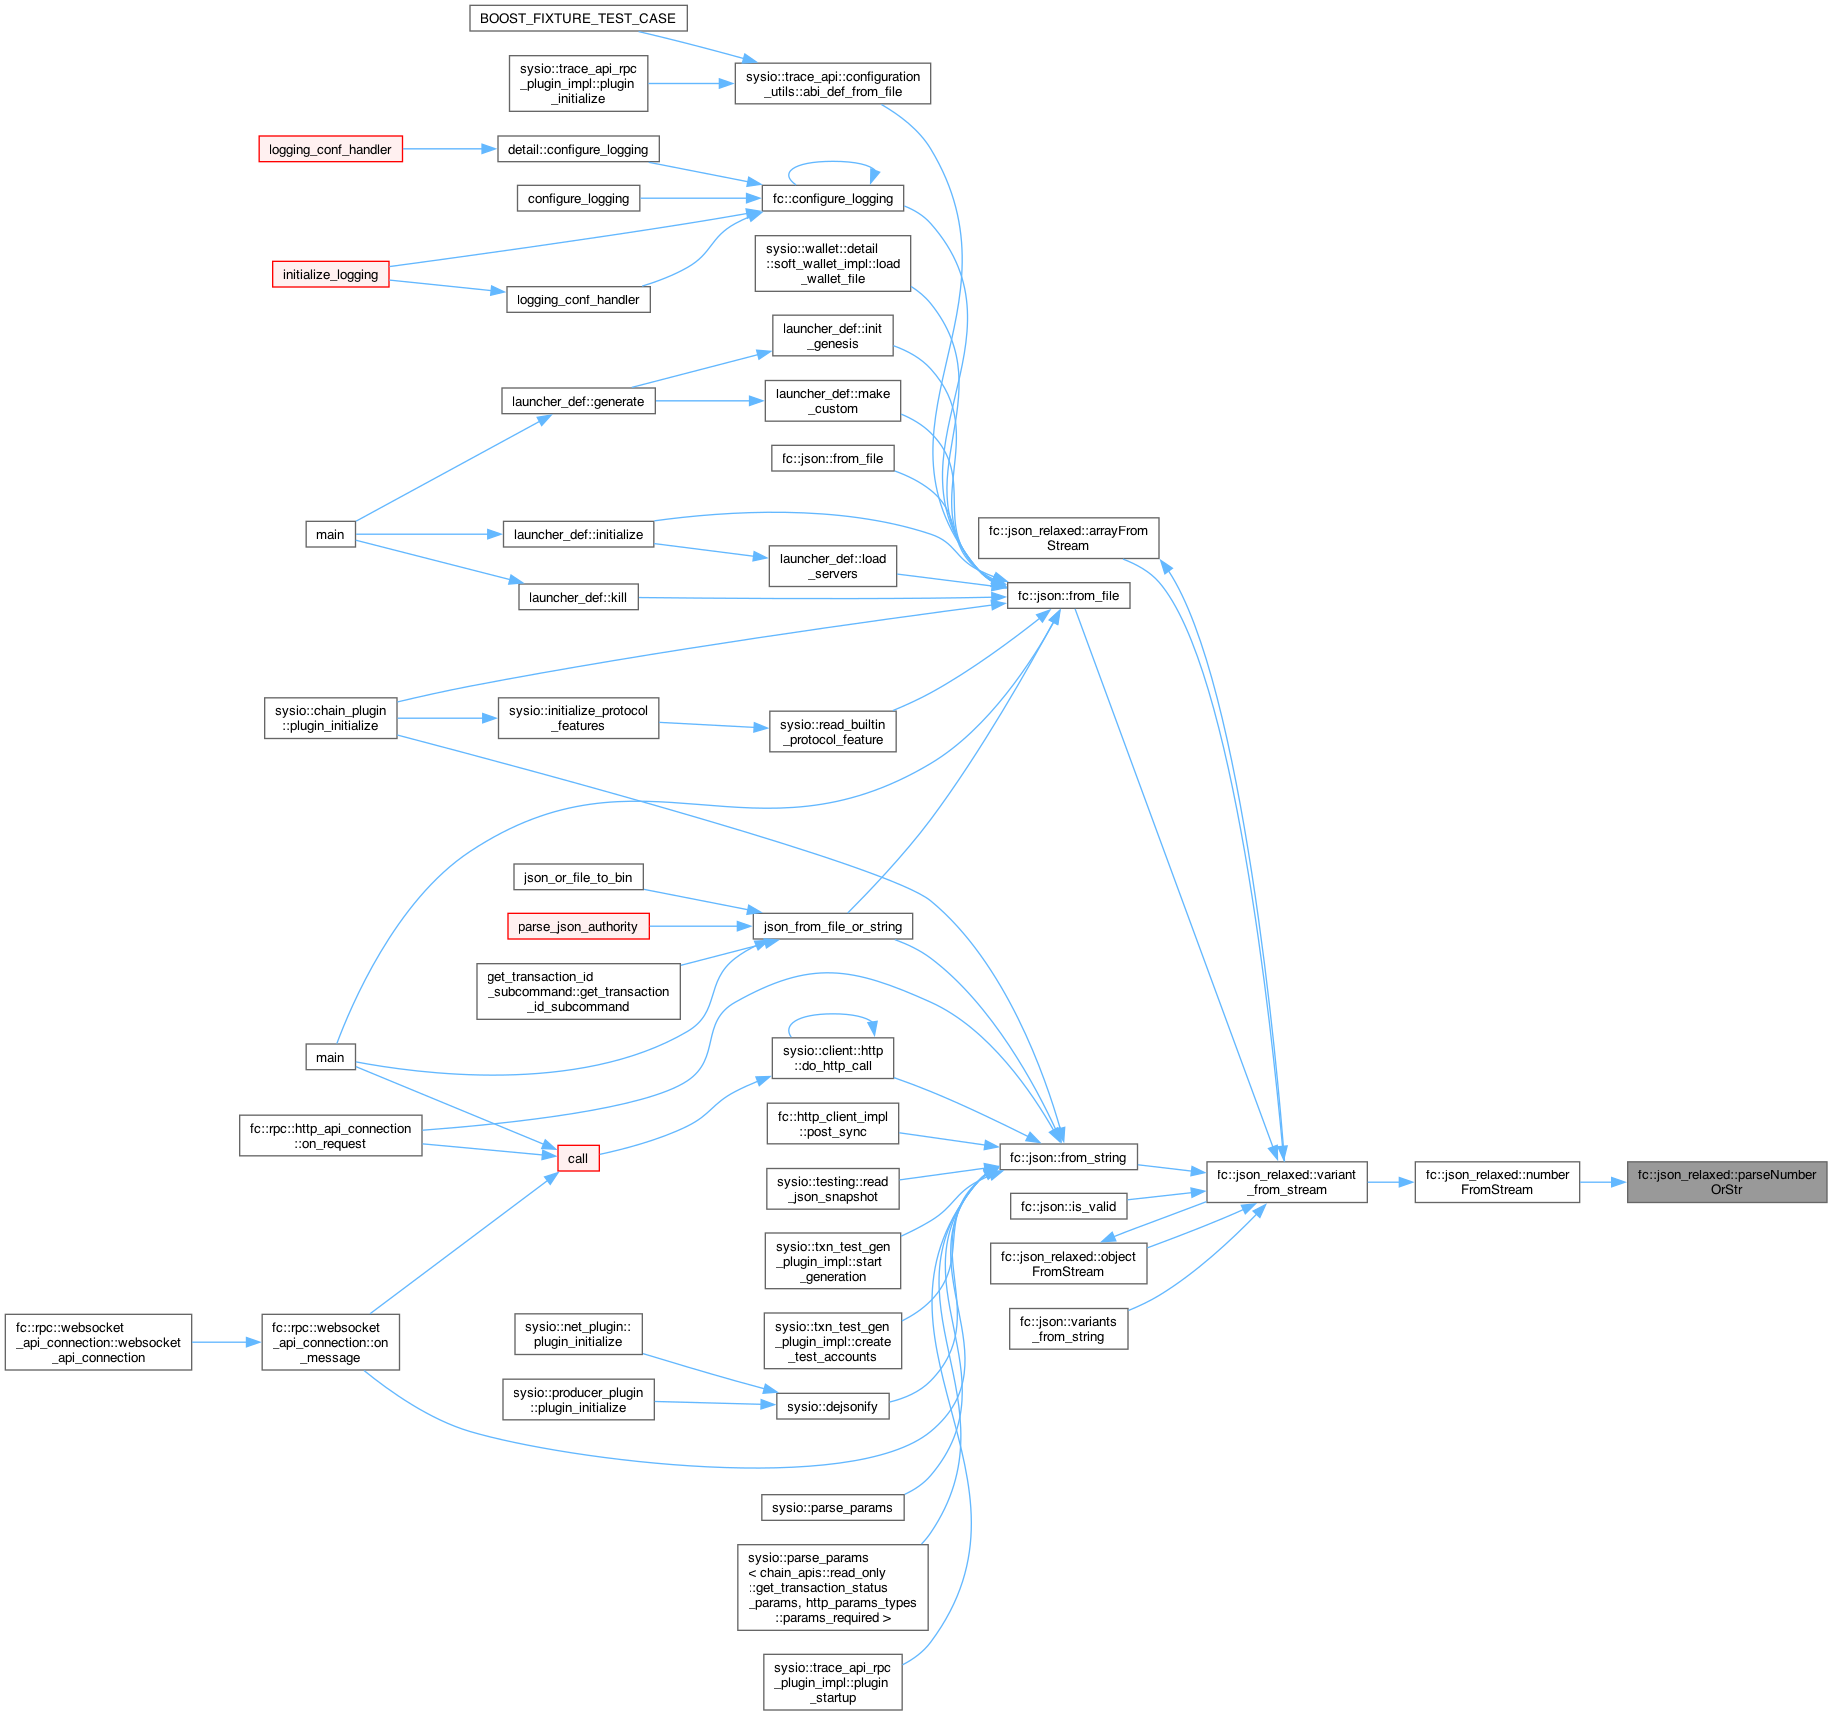 BOOST_FIXTURE_TEST_CASE
sysio::trace_api_rpc
_plugin_impl::plugin
_initialize
sysio::trace_api::configuration
_utils::abi_def_from_file
logging_conf_handler
detail::configure_logging
configure_logging
fc::configure_logging
sysio::wallet::detail
::soft_wallet_impl::load
_wallet_file
initialize_logging
logging_conf_handler
launcher_def::init
_genesis
launcher_def::generate
launcher_def::make
_custom
fc::json::from_file
main
launcher_def::initialize
launcher_def::load
_servers
launcher_def::kill
fc::json_relaxed::arrayFrom
Stream
fc::json::from_file
sysio::chain_plugin
::plugin_initialize
sysio::initialize_protocol
_features
sysio::read_builtin
_protocol_feature
json_or_file_to_bin
parse_json_authority
json_from_file_or_string
get_transaction_id
_subcommand::get_transaction
_id_subcommand
main
sysio::client::http
::do_http_call
fc::rpc::http_api_connection
::on_request
call
fc::http_client_impl
::post_sync
fc::json::from_string
sysio::testing::read
_json_snapshot
fc::json_relaxed::variant
_from_stream
fc::json_relaxed::number
FromStream
fc::json_relaxed::parseNumber
OrStr
fc::json::is_valid
sysio::txn_test_gen
_plugin_impl::start
_generation
fc::json_relaxed::object
FromStream
fc::json::variants
_from_string
fc::rpc::websocket
_api_connection::websocket
_api_connection
fc::rpc::websocket
_api_connection::on
_message
sysio::net_plugin::
plugin_initialize
sysio::txn_test_gen
_plugin_impl::create
_test_accounts
sysio::producer_plugin
::plugin_initialize
sysio::dejsonify
sysio::parse_params
sysio::parse_params
< chain_apis::read_only
::get_transaction_status
_params, http_params_types
::params_required >
sysio::trace_api_rpc
_plugin_impl::plugin
_startup